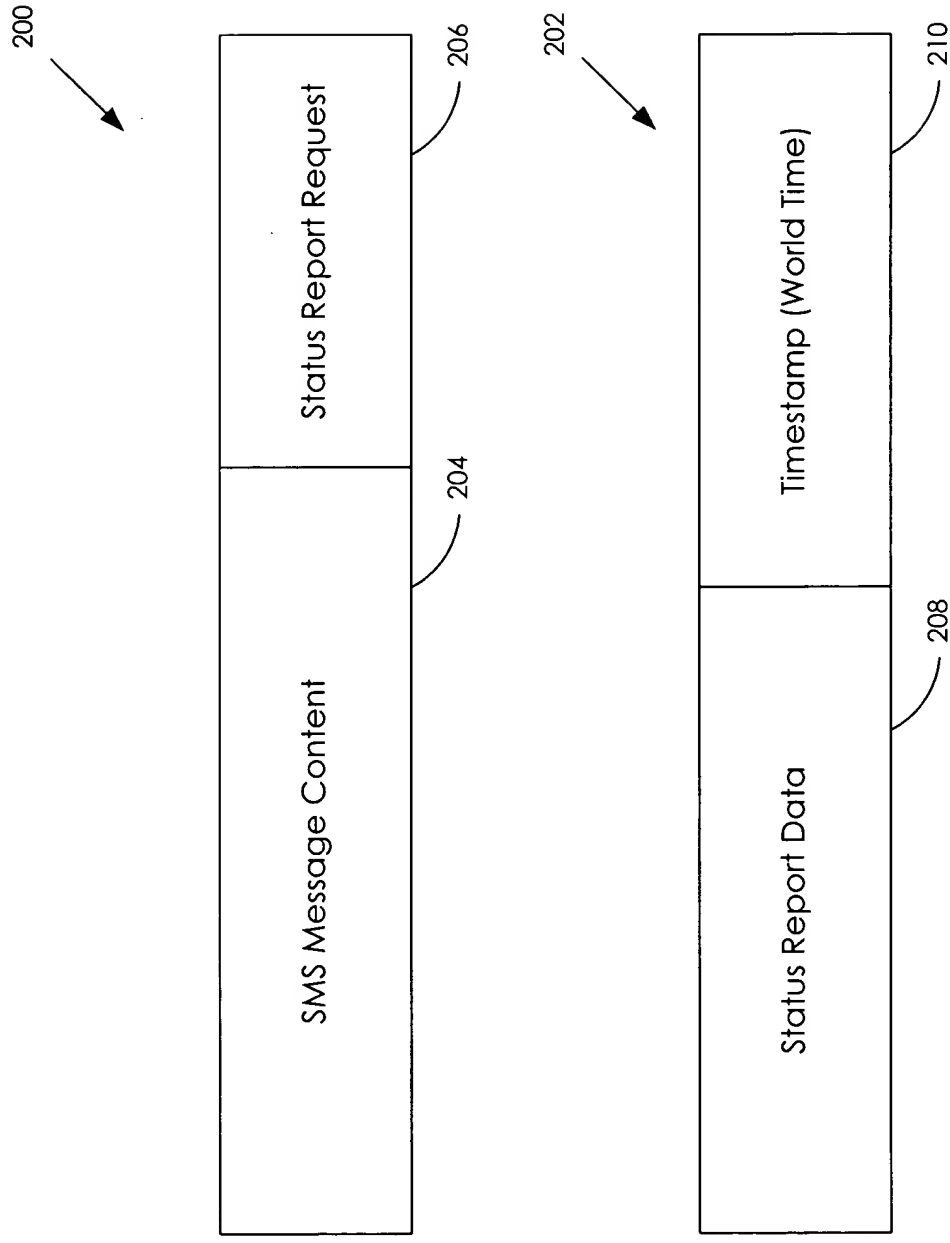 200
SMS Message Content
Status Report Request
204
206
202
Status Report Data
Timestamp (World Time)
208
210